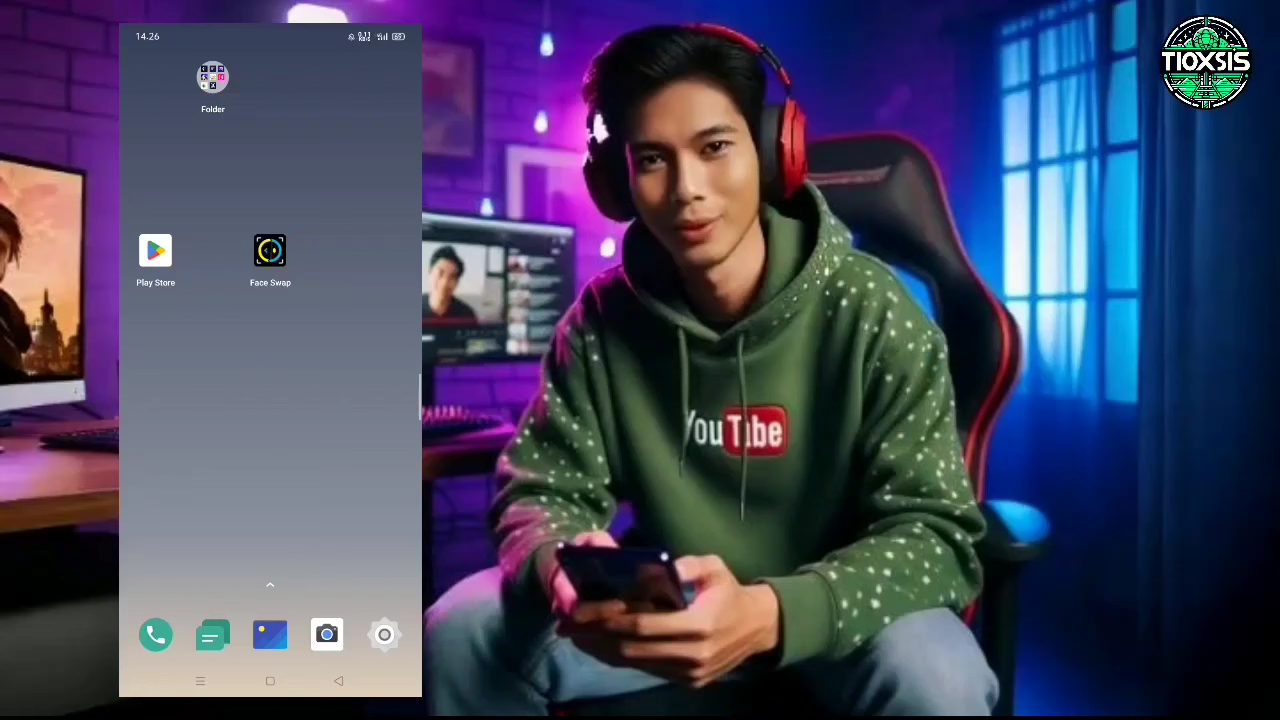 14.26
Folder
Play Store
Face Swap
YouTube
TIOXSIS